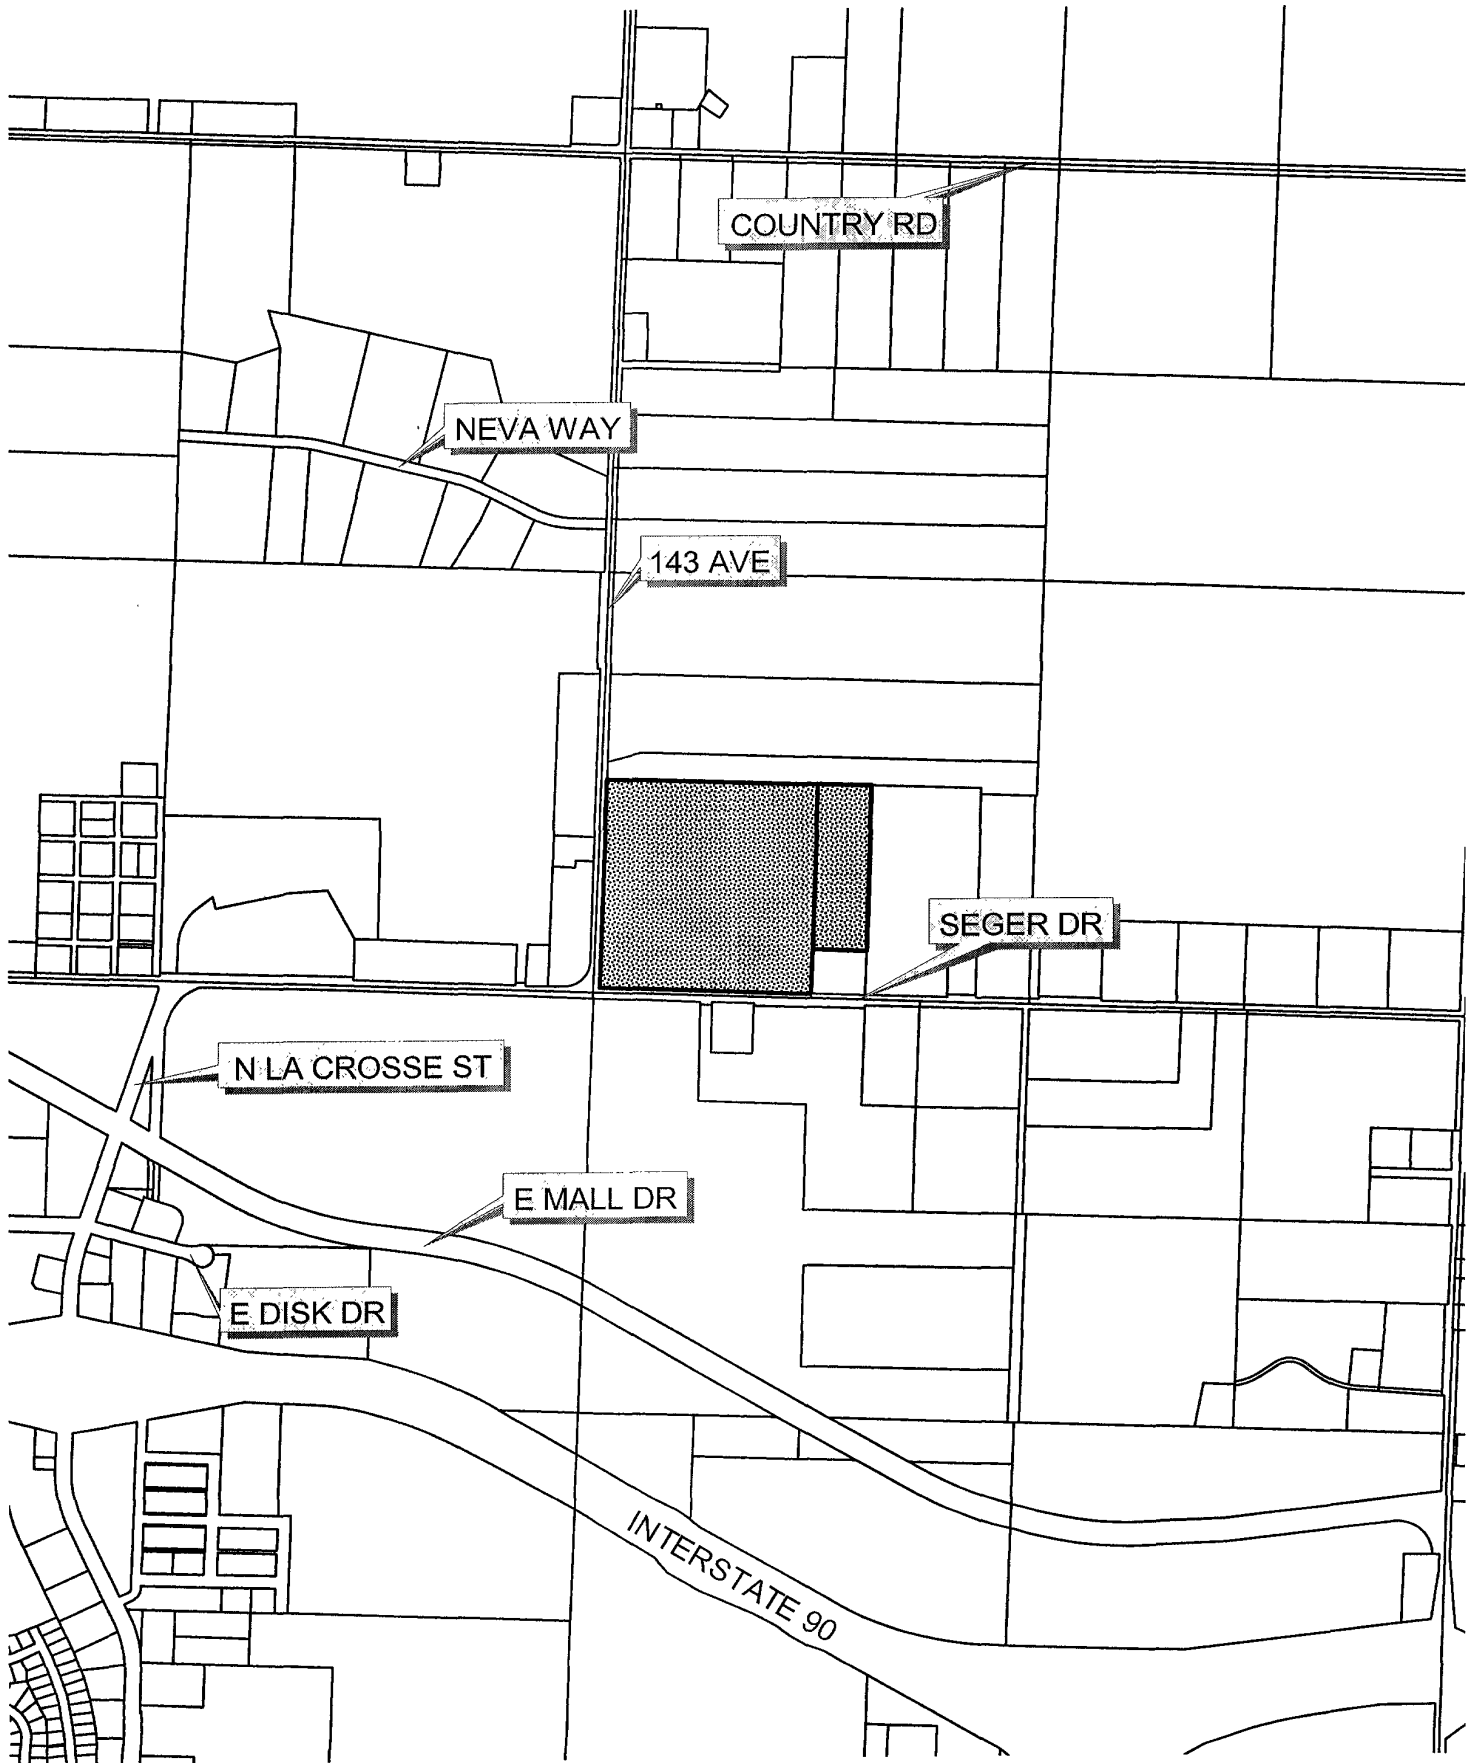 COUNTRY RD
NEVA WAY
143 AVE
SEGER DR
N LA CROSSE ST
E MALL DR
E DISK DR
INTERSTATE 90